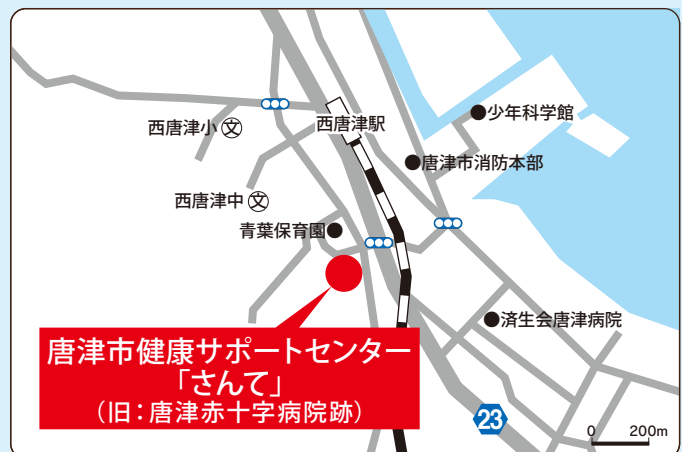 少年科学館
西唐津駅
西唐津小 文
唐津市消防本部
西唐津中 文
青葉保育園
済生会唐津病院
唐津市健康サポートセンター
「さんて」
（旧：唐津赤十字病院跡）
23
0 200m